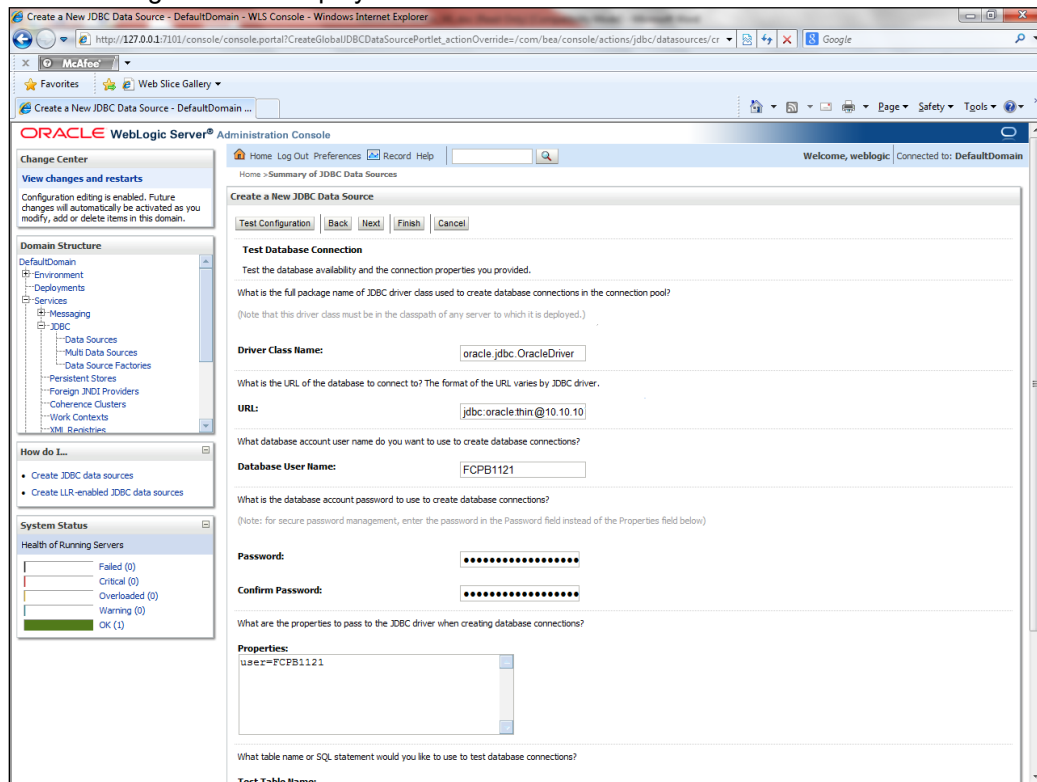 Create a New JDBC Data Source - DefaultDomain - WLS Console - Windows Internet Explorer
http://127.0.0.1:7101/console/console.portal?CreateGlobalJDBCDataSourcePortlet_actionOverride=/com/bea/console/actions/jdbc/datasources/cr
Google
x McAfee
Favorites Web Slice Gallery
Create a New JDBC Data Source - DefaultDomain ...
Page Safety Tools
ORACLE WebLogic Server® Administration Console
Change Center
View changes and restarts
Configuration editing is enabled. Future
changes will automatically be activated as you
modify, add or delete items in this domain.
Domain Structure
DefaultDomain
Environment
Deployments
Services
Messaging
JDBC
Data Sources
Multi Data Sources
Data Source Factories
Persistent Stores
Foreign JNDI Providers
Coherence Clusters
Work Contexts
XML Registries
How do I...
Create JDBC data sources
Create LLR-enabled JDBC data sources
System Status
Health of Running Servers
Failed (0)
Critical (0)
Overloaded (0)
Warning (0)
OK (1)
Home Log Out Preferences Record Help
Welcome, weblogic Connected to: DefaultDomain
Home >Summary of JDBC Data Sources
Create a New JDBC Data Source
Test Configuration Back Next Finish Cancel
Test Database Connection
Test the database availability and the connection properties you provided.
What is the full package name of JDBC driver class used to create database connections in the connection pool?
(Note that this driver class must be in the classpath of any server to which it is deployed.)
Driver Class Name: oracle.jdbc.OracleDriver
What is the URL of the database to connect to? The format of the URL varies by JDBC driver.
URL: jdbc:oracle:thin:@10.10.10
What database account user name do you want to use to create database connections?
Database User Name: FCPB1121
What is the database account password to use to create database connections?
(Note: for secure password management, enter the password in the Password field instead of the Properties field below)
Password: ••••••••••••••••••
Confirm Password: ••••••••••••••••••
What are the properties to pass to the JDBC driver when creating database connections?
Properties:
user=FCPB1121
What table name or SQL statement would you like to use to test database connections?
Test Table Name: